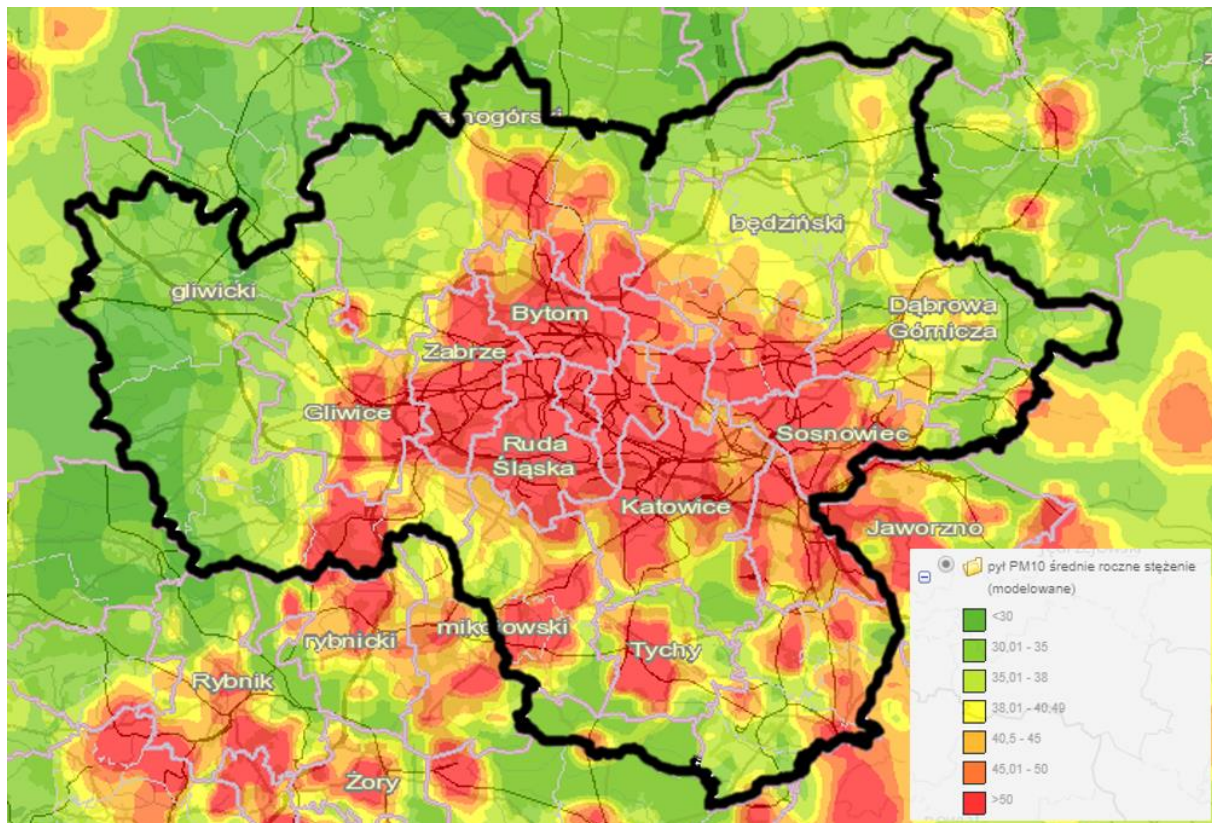 gliwicki
będziński
Dąbrowa
Górnicza
Bytom
Zabrze
Gliwice
Ruda
Śląska
Sosnowiec
Katowice
Jaworzno
rybnicki
mikołowski
Tychy
Rybnik
Żory
pył PM10 średnie roczne stężenie
(modelowane)
<30
30,01 - 35
35,01 - 38
38,01 - 40,49
40,5 - 45
45,01 - 50
>50